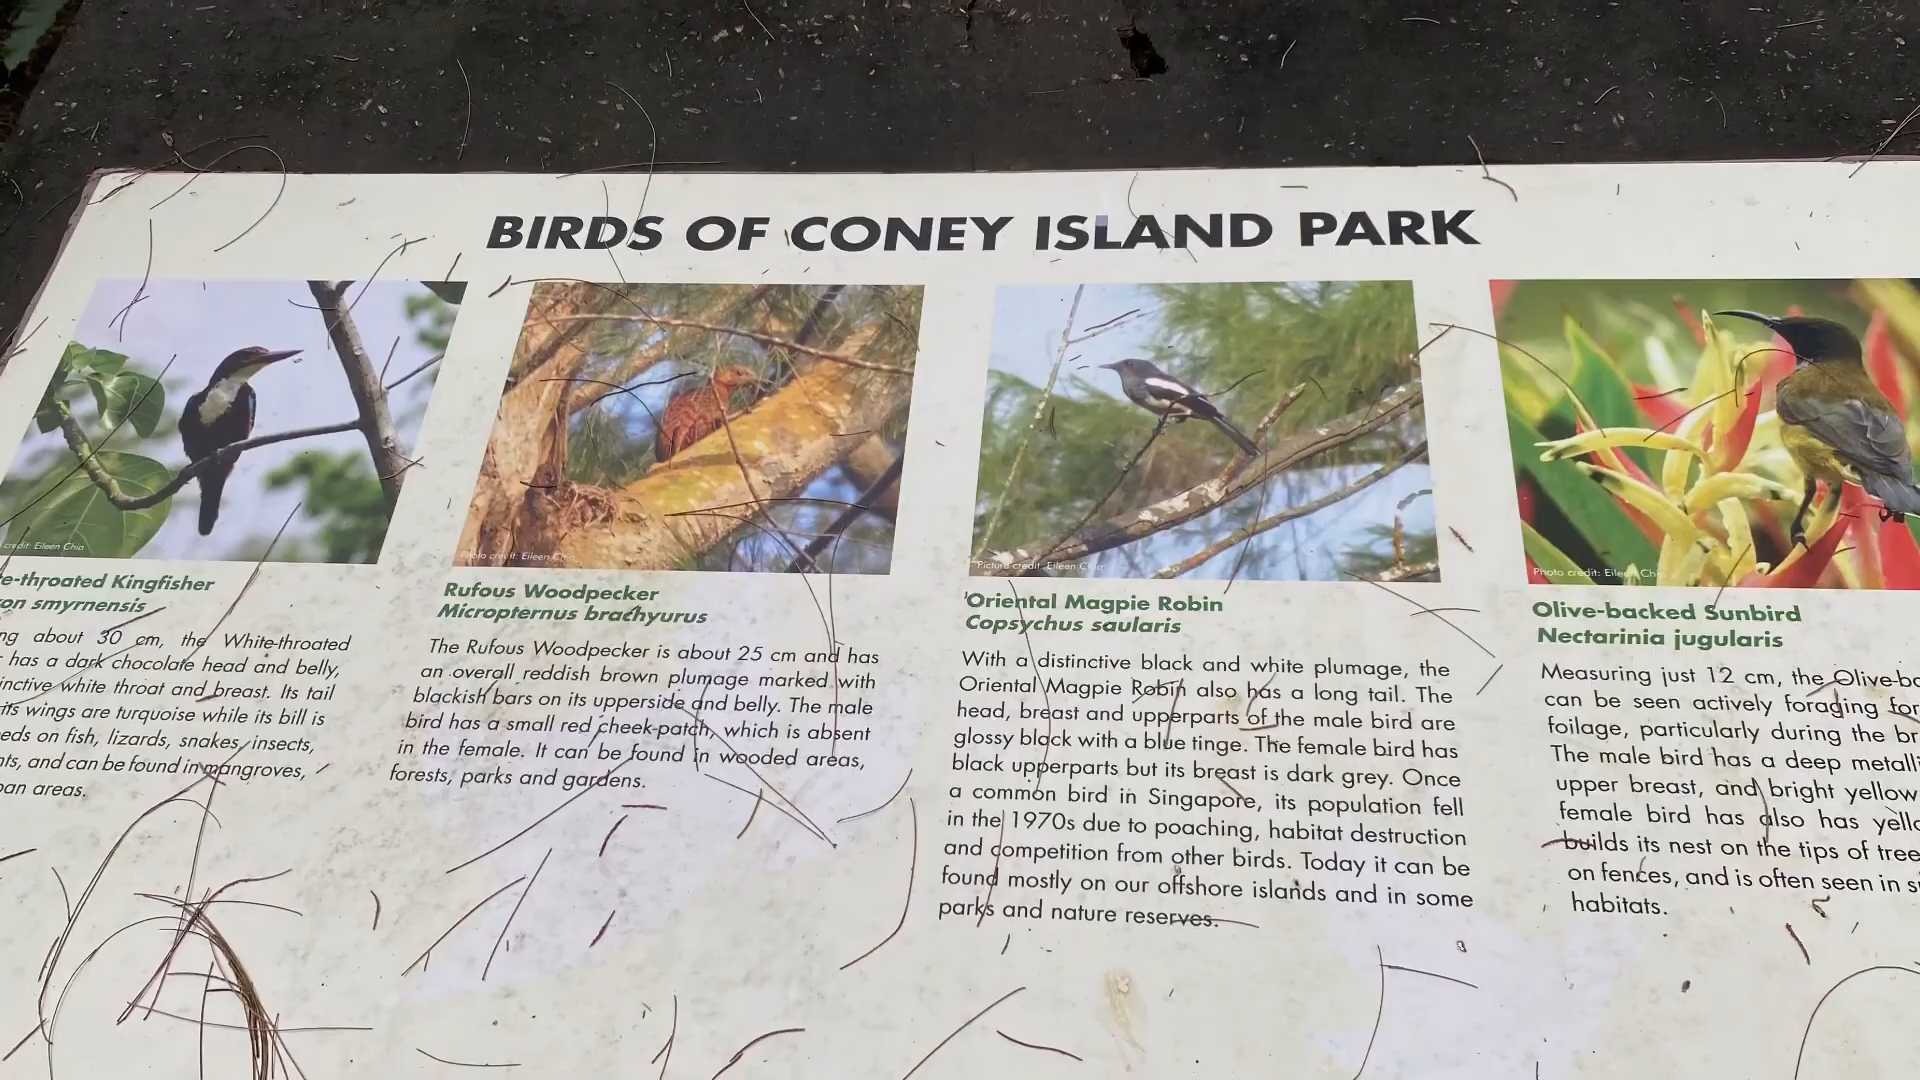 BIRDS OF CONEY ISLAND PARK
credit: Eileen Chia
e-throated Kingfisher
on smyrnensis
ng about 30 cm, the White-throated
has a dark chocolate head and belly,
inctive white throat and breast. Its tail
its wings are turquoise while its bill is
eds on fish, lizards, snakes, insects,
nts, and can be found in mangroves,
ban areas.
Photo credit: Eileen Chia
Rufous Woodpecker
Micropternus brachyurus
The Rufous Woodpecker is about 25 cm and has
an overall reddish brown plumage marked with
blackish bars on its upperside and belly. The male
bird has a small red cheek-patch, which is absent
in the female. It can be found in wooded areas,
forests, parks and gardens.
Picture credit: Eileen Chia
Oriental Magpie Robin
Copsychus saularis
With a distinctive black and white plumage, the
Oriental Magpie Robin also has a long tail. The
head, breast and upperparts of the male bird are
glossy black with a blue tinge. The female bird has
black upperparts but its breast is dark grey. Once
a common bird in Singapore, its population fell
in the 1970s due to poaching, habitat destruction
and competition from other birds. Today it can be
found mostly on our offshore islands and in some
parks and nature reserves.
Photo credit: Eileen Chia
Olive-backed Sunbird
Nectarinia jugularis
Measuring just 12 cm, the Olive-ba
can be seen actively foraging for
foilage, particularly during the br
The male bird has a deep metalli
upper breast, and bright yellow
female bird has also has yello
builds its nest on the tips of tree
on fences, and is often seen in s
habitats.